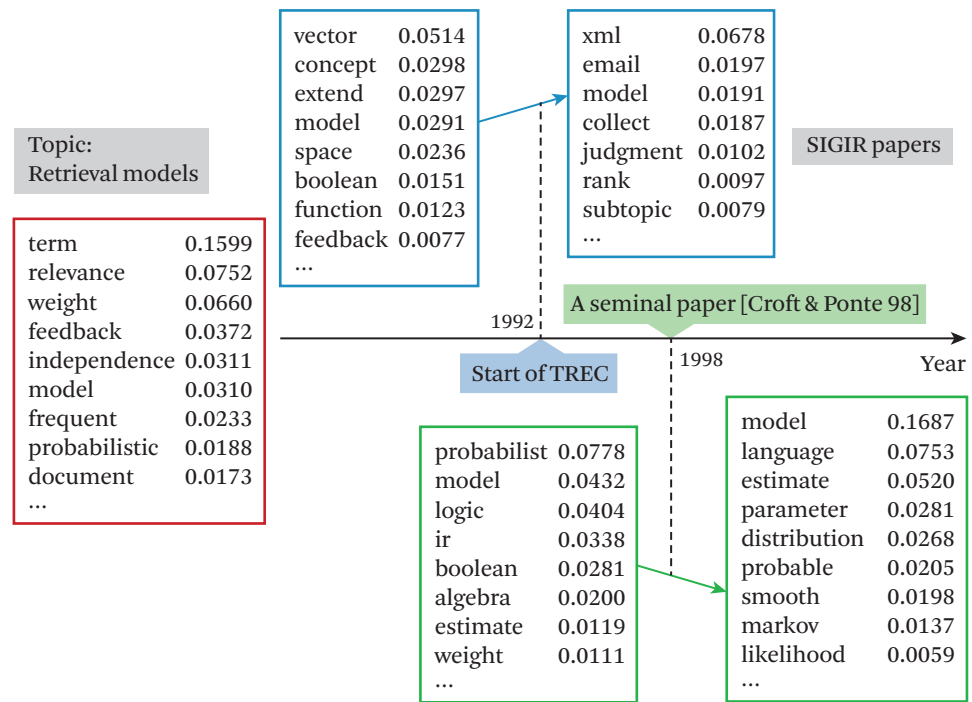 Topic:
Retrieval models
term 0.1599
relevance 0.0752
weight 0.0660
feedback 0.0372
independence 0.0311
model 0.0310
frequent 0.0233
probabilistic 0.0188
document 0.0173
...
vector 0.0514
concept 0.0298
extend 0.0297
model 0.0291
space 0.0236
boolean 0.0151
function 0.0123
feedback 0.0077
...
xml 0.0678
email 0.0197
model 0.0191
collect 0.0187
judgment 0.0102
rank 0.0097
subtopic 0.0079
...
SIGIR papers
A seminal paper [Croft & Ponte 98]
1992
Start of TREC
1998
Year
probabilist 0.0778
model 0.0432
logic 0.0404
ir 0.0338
boolean 0.0281
algebra 0.0200
estimate 0.0119
weight 0.0111
...
model 0.1687
language 0.0753
estimate 0.0520
parameter 0.0281
distribution 0.0268
probable 0.0205
smooth 0.0198
markov 0.0137
likelihood 0.0059
...